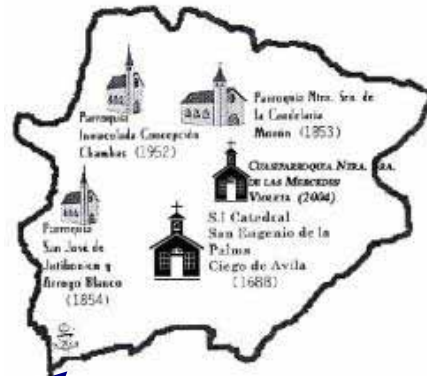 Parroquia
Inmaculada Concepción
Chambas (1952)
Parroquia Ntra. Sra. de
la Candelaria
Morón (1853)
CUASIPARROQUIA NTRA. SRA.
DE LAS MERCEDES
VIOLETA (2004)
Parroquia
San José de
Jatibonico y
Arroyo Blanco
(1854)
S.I Catedral
San Eugenio de la
Palma
Ciego de Avila
(1688)